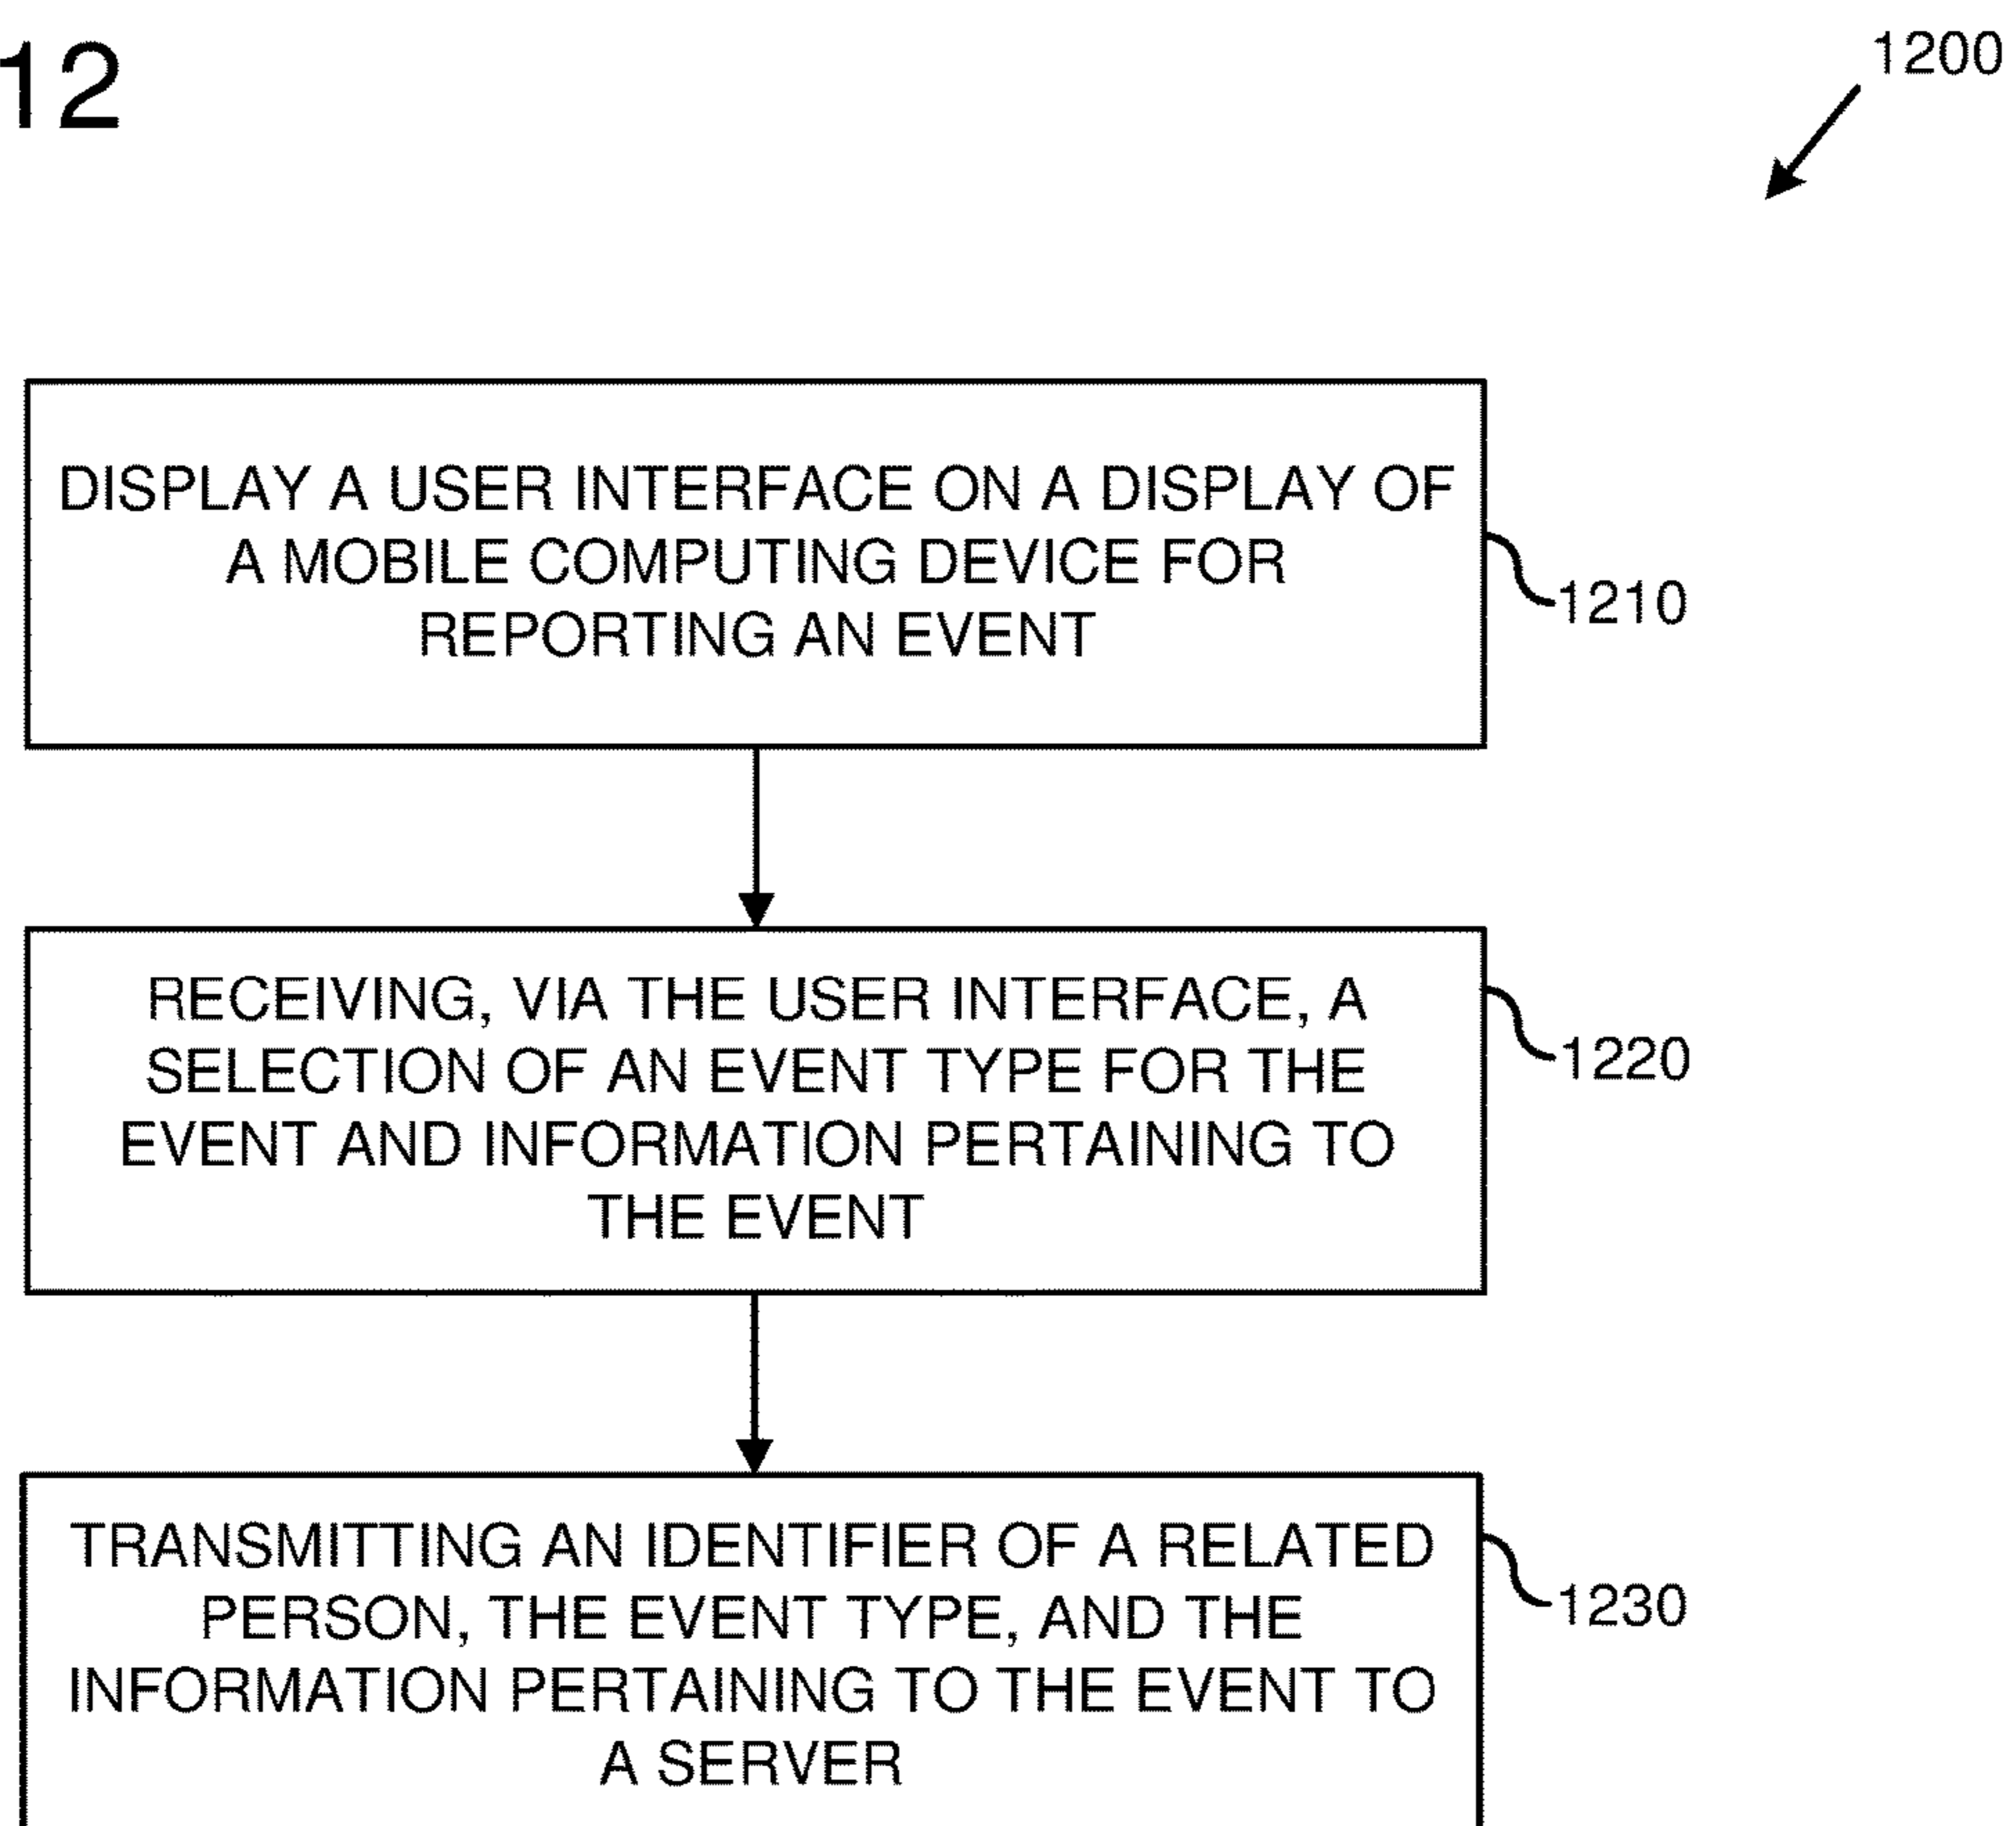 12
1200
DISPLAY A USER INTERFACE ON A DISPLAY OF
A MOBILE COMPUTING DEVICE FOR
REPORTING AN EVENT
1210
RECEIVING, VIA THE USER INTERFACE, A
SELECTION OF AN EVENT TYPE FOR THE
EVENT AND INFORMATION PERTAINING TO
THE EVENT
1220
TRANSMITTING AN IDENTIFIER OF A RELATED
PERSON, THE EVENT TYPE, AND THE
INFORMATION PERTAINING TO THE EVENT TO
A SERVER
1230